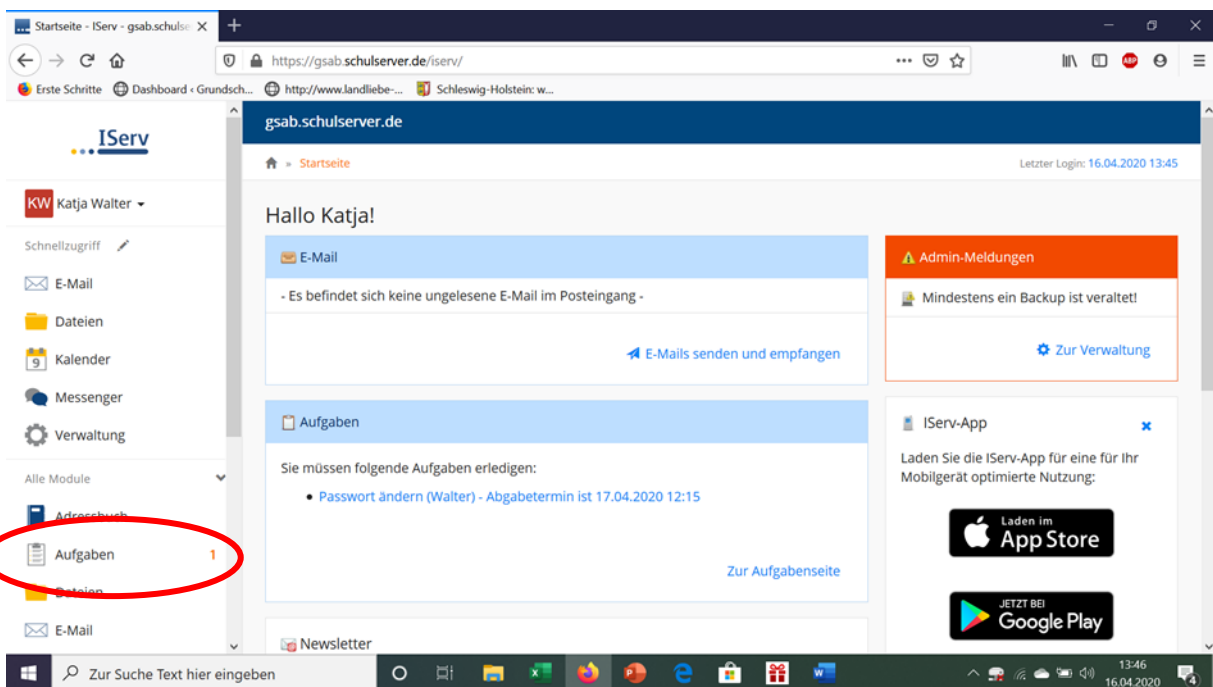 Startseite - IServ - gsab.schulse
https://gsab.schulserver.de/iserv/
Erste Schritte
Dashboard ‹ Grundsch...
http://www.landliebe-...
Schleswig-Holstein: w...
ABP
IServ
gsab.schulserver.de
» Startseite
Letzter Login: 16.04.2020 13:45
KW Katja Walter
Schnellzugriff
E-Mail
Dateien
9 Kalender
Messenger
Verwaltung
Alle Module
Adressbuch
Aufgaben 1
Dateien
E-Mail
Hallo Katja!
E-Mail
- Es befindet sich keine ungelesene E-Mail im Posteingang -
E-Mails senden und empfangen
Aufgaben
Sie müssen folgende Aufgaben erledigen:
• Passwort ändern (Walter) - Abgabetermin ist 17.04.2020 12:15
Zur Aufgabenseite
Newsletter
Admin-Meldungen
Mindestens ein Backup ist veraltet!
Zur Verwaltung
IServ-App
Laden Sie die IServ-App für eine für Ihr
Mobilgerät optimierte Nutzung:
Laden im
App Store
JETZT BEI
Google Play
Zur Suche Text hier eingeben
13:46
16.04.2020
4